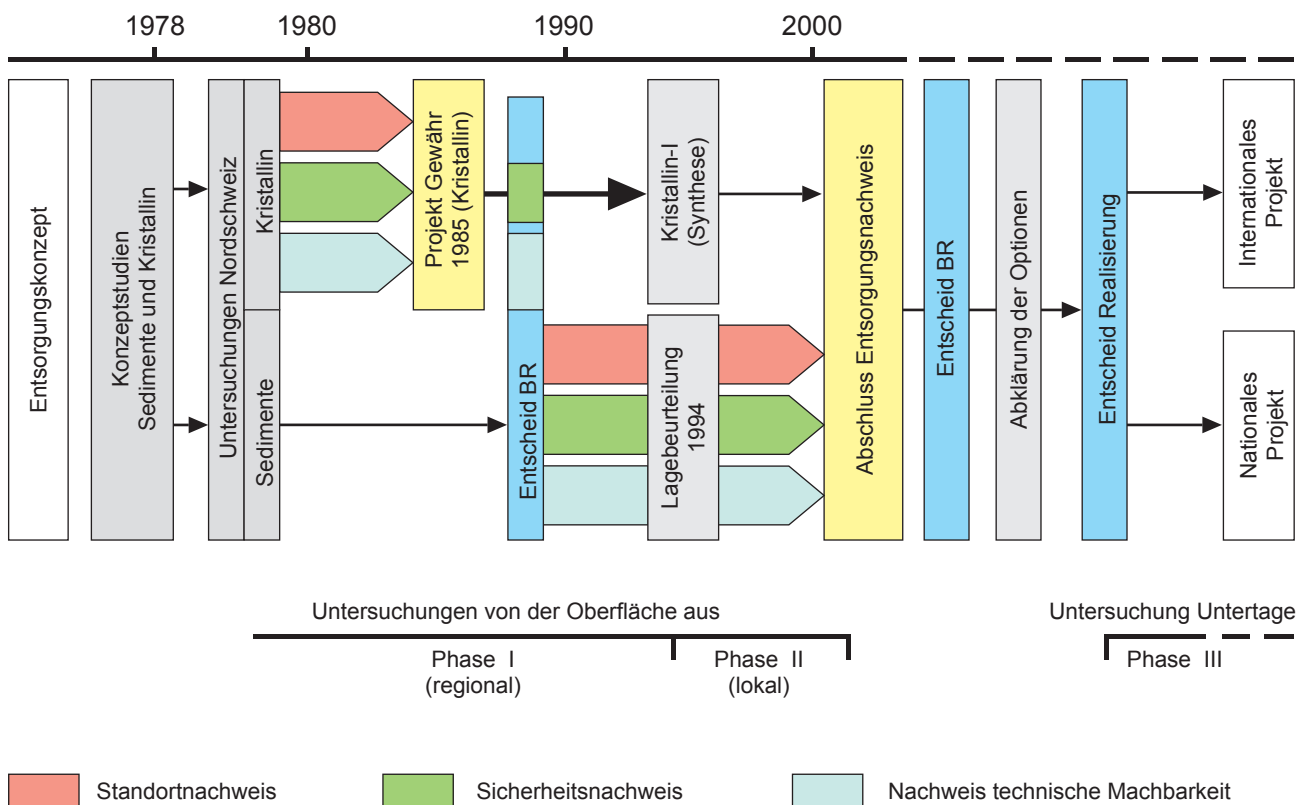 1978
1980
1990
2000
Entsorgungskonzept
Konzeptstudien
Sedimente und Kristallin
Untersuchungen Nordschweiz
Kristallin
Sedimente
Projekt Gewähr
1985 (Kristallin)
Entscheid BR
Kristallin-I
(Synthese)
Lagebeurteilung
1994
Abschluss Entsorgungsnachweis
Entscheid BR
Abklärung der Optionen
Entscheid Realisierung
Internationales
Projekt
Nationales
Projekt
Untersuchungen von der Oberfläche aus
Untersuchung Untertage
Phase I
(regional)
Phase II
(lokal)
Phase III
Standortnachweis
Sicherheitsnachweis
Nachweis technische Machbarkeit